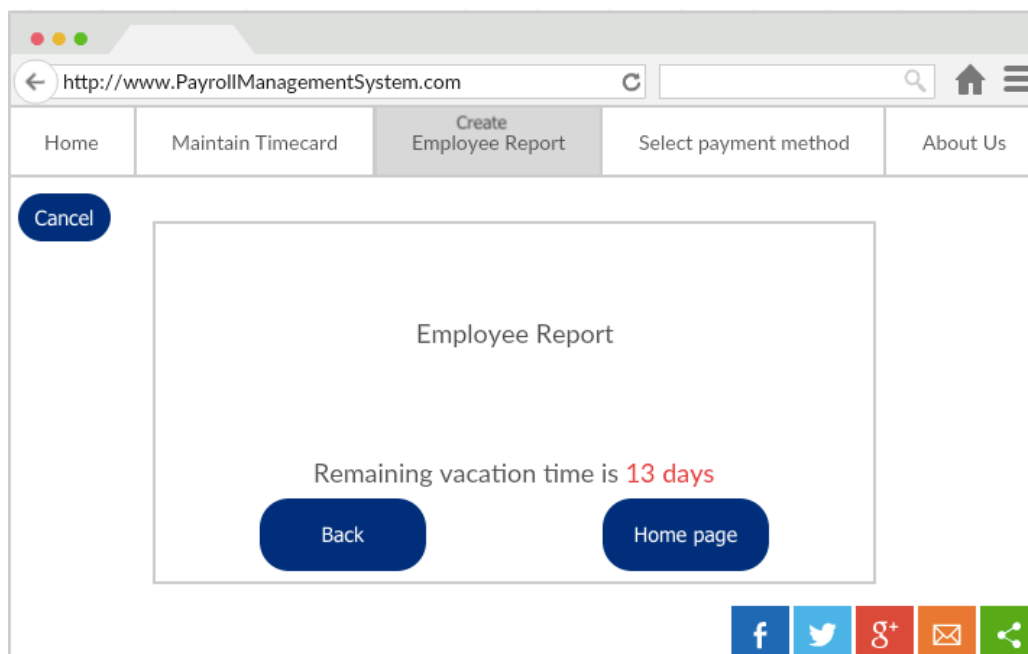 http://www.PayrollManagementSystem.com
Home
Maintain Timecard
Create
Employee Report
Select payment method
About Us
Cancel
Employee Report
Remaining vacation time is 13 days
Back
Home page
f
g+